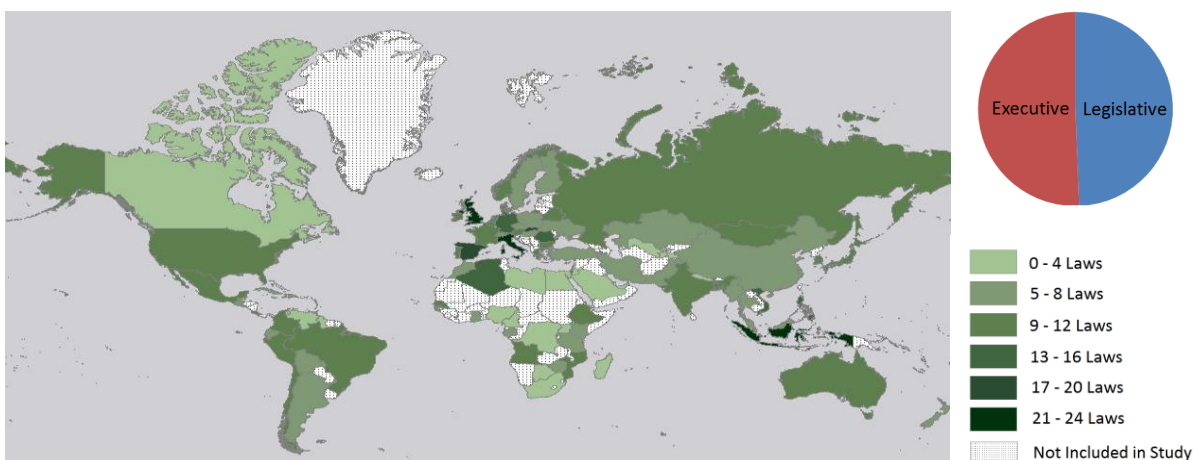 Executive
Legislative
0 - 4 Laws
5 - 8 Laws
9 - 12 Laws
13 - 16 Laws
17 - 20 Laws
21 - 24 Laws
Not Included in Study